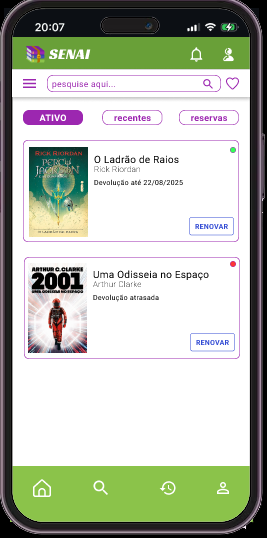 20:07
SENAI
pesquise aqui...
ATIVO
recentes
reservas
RICK RIORDAN
PERCY
JACKSON
O LADRÃO DE RAIOS
O Ladrão de Raios
Rick Riordan
Devolução até 22/08/2025
RENOVAR
ARTHUR C. CLARKE
2001
UMA ODISSEIA NO ESPAÇO
Uma Odisseia no Espaço
Arthur Clarke
Devolução atrasada
RENOVAR